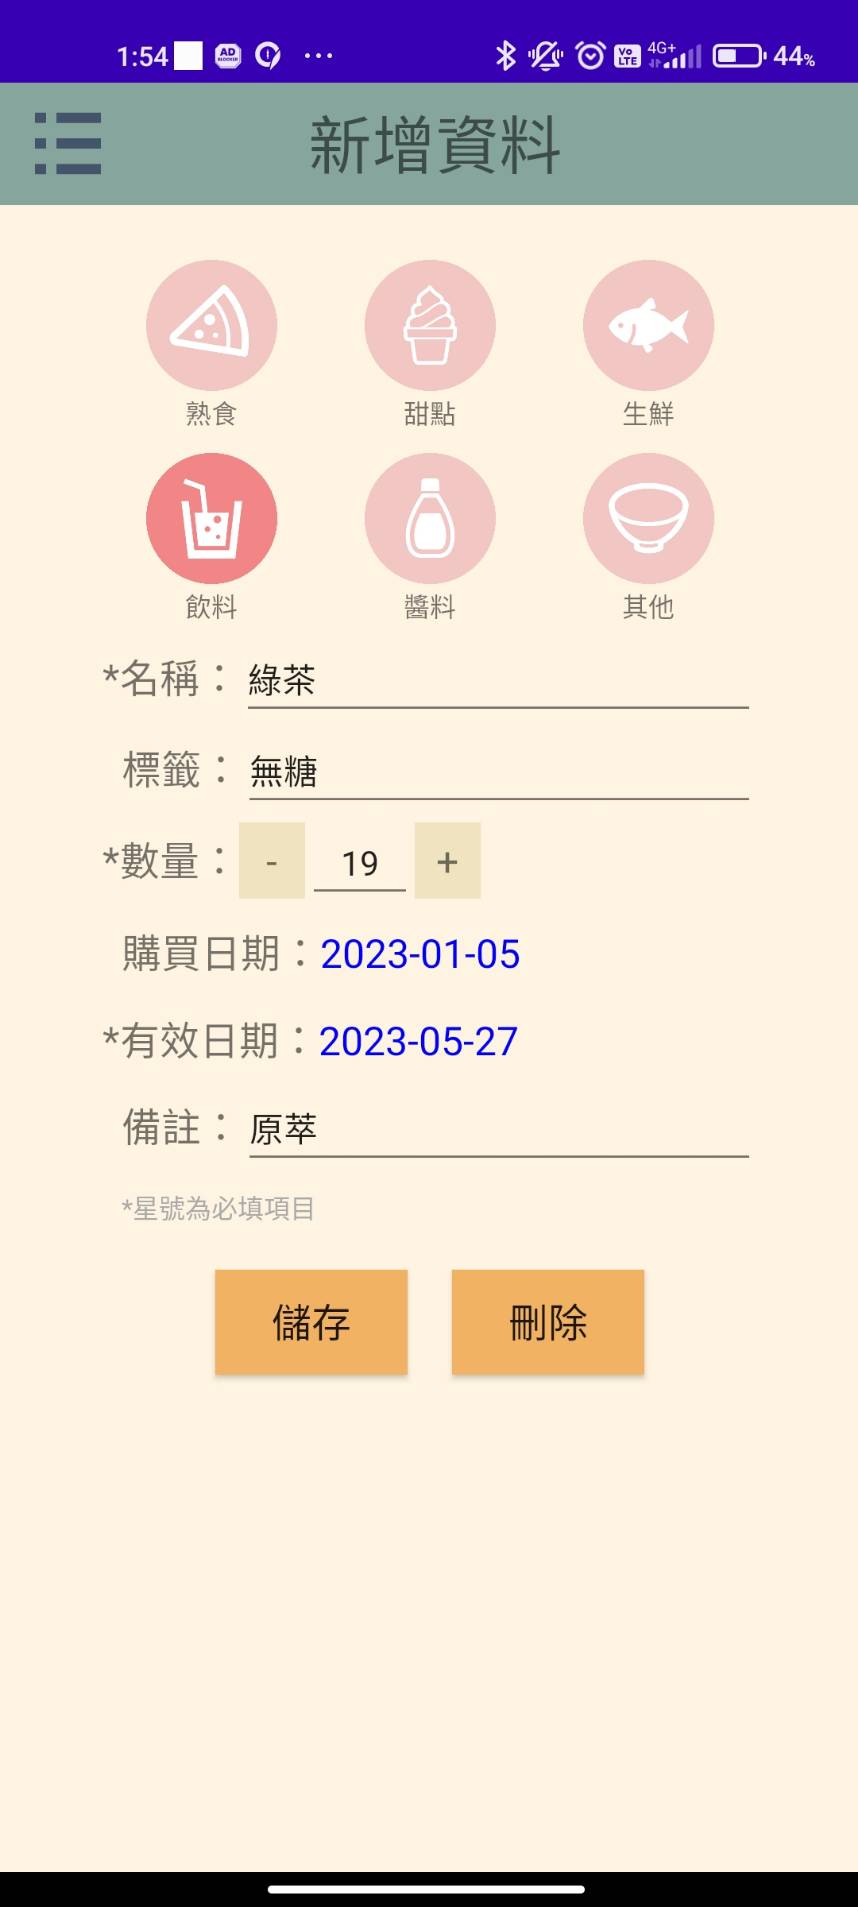 1:54 AD BLOCKER ... Vo LTE 4G+ 44%
新增資料
熟食 甜點 生鮮
飲料 醬料 其他
*名稱：綠茶
標籤：無糖
*數量： - 19 +
購買日期：2023-01-05
*有效日期：2023-05-27
備註：原萃
*星號為必填項目
儲存 刪除